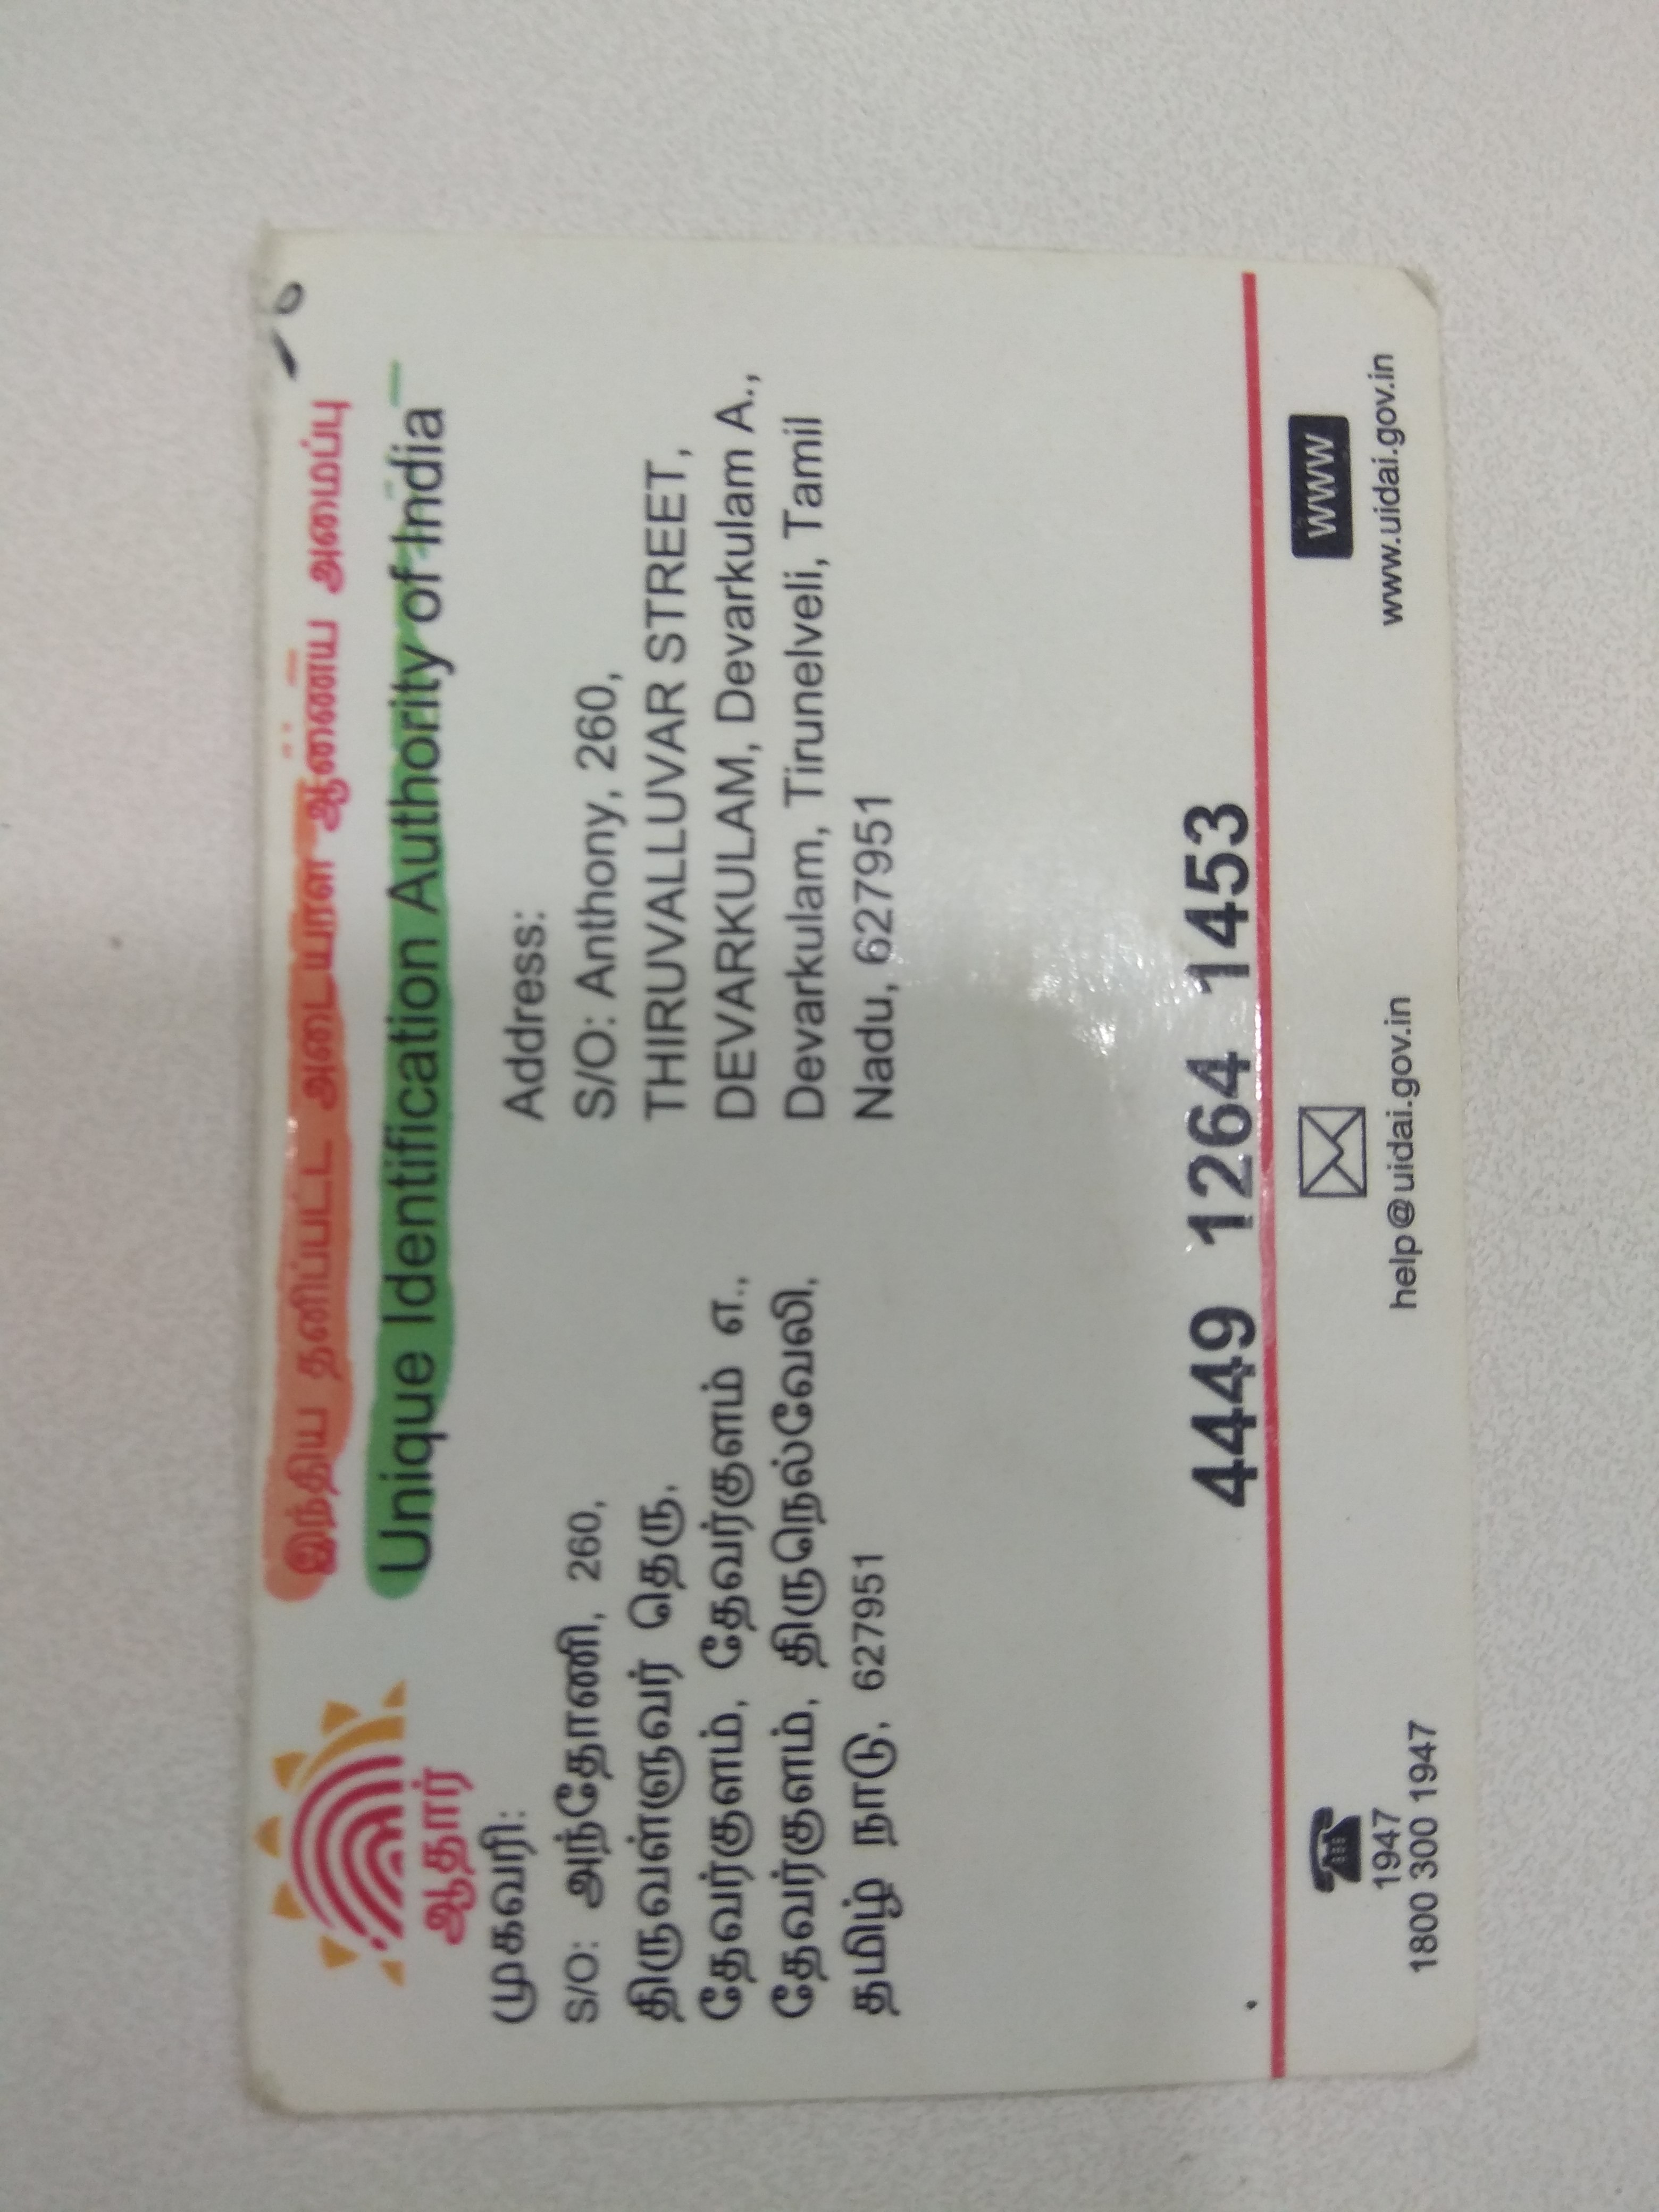 இந்திய தனிப்பட்ட அடையாள ஆணைய அமைப்பு
Unique Identification Authority of India
ஆதார்
முகவரி:
S/O: அந்தோணி, 260,
திருவள்ளுவர் தெரு,
தேவர்குளம், தேவர்குளம் எ.,
தேவர்குளம், திருநெல்வேலி,
தமிழ் நாடு, 627951
Address:
S/O: Anthony, 260,
THIRUVALLUVAR STREET,
DEVARKULAM, Devarkulam A.,
Devarkulam, Tirunelveli, Tamil
Nadu, 627951
4449 1264 1453
1947
1800 300 1947
help@uidai.gov.in
WWW
www.uidai.gov.in